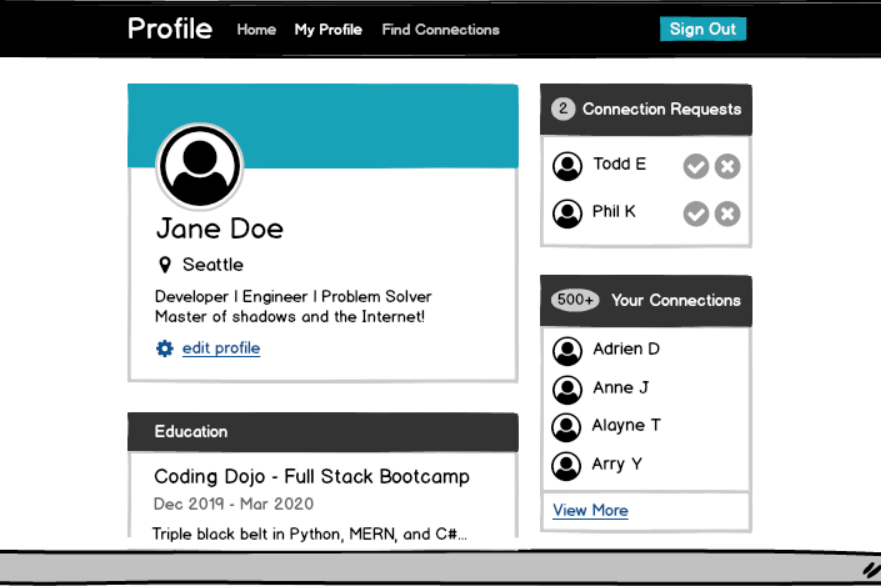 Profile Home My Profile Find Connections Sign Out
Jane Doe
Seattle
Developer | Engineer | Problem Solver
Master of shadows and the Internet!
edit profile
Education
Coding Dojo - Full Stack Bootcamp
Dec 2019 - Mar 2020
Triple black belt in Python, MERN, and C#...
2 Connection Requests
Todd E
Phil K
500+ Your Connections
Adrien D
Anne J
Alayne T
Arry Y
View More